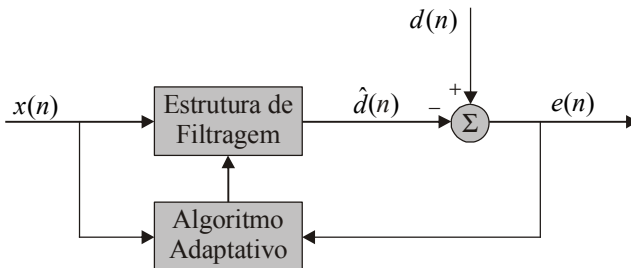 d(n)
x(n)
Estrutura de
Filtragem
d̂(n)
+
−
Σ
e(n)
Algoritmo
Adaptativo